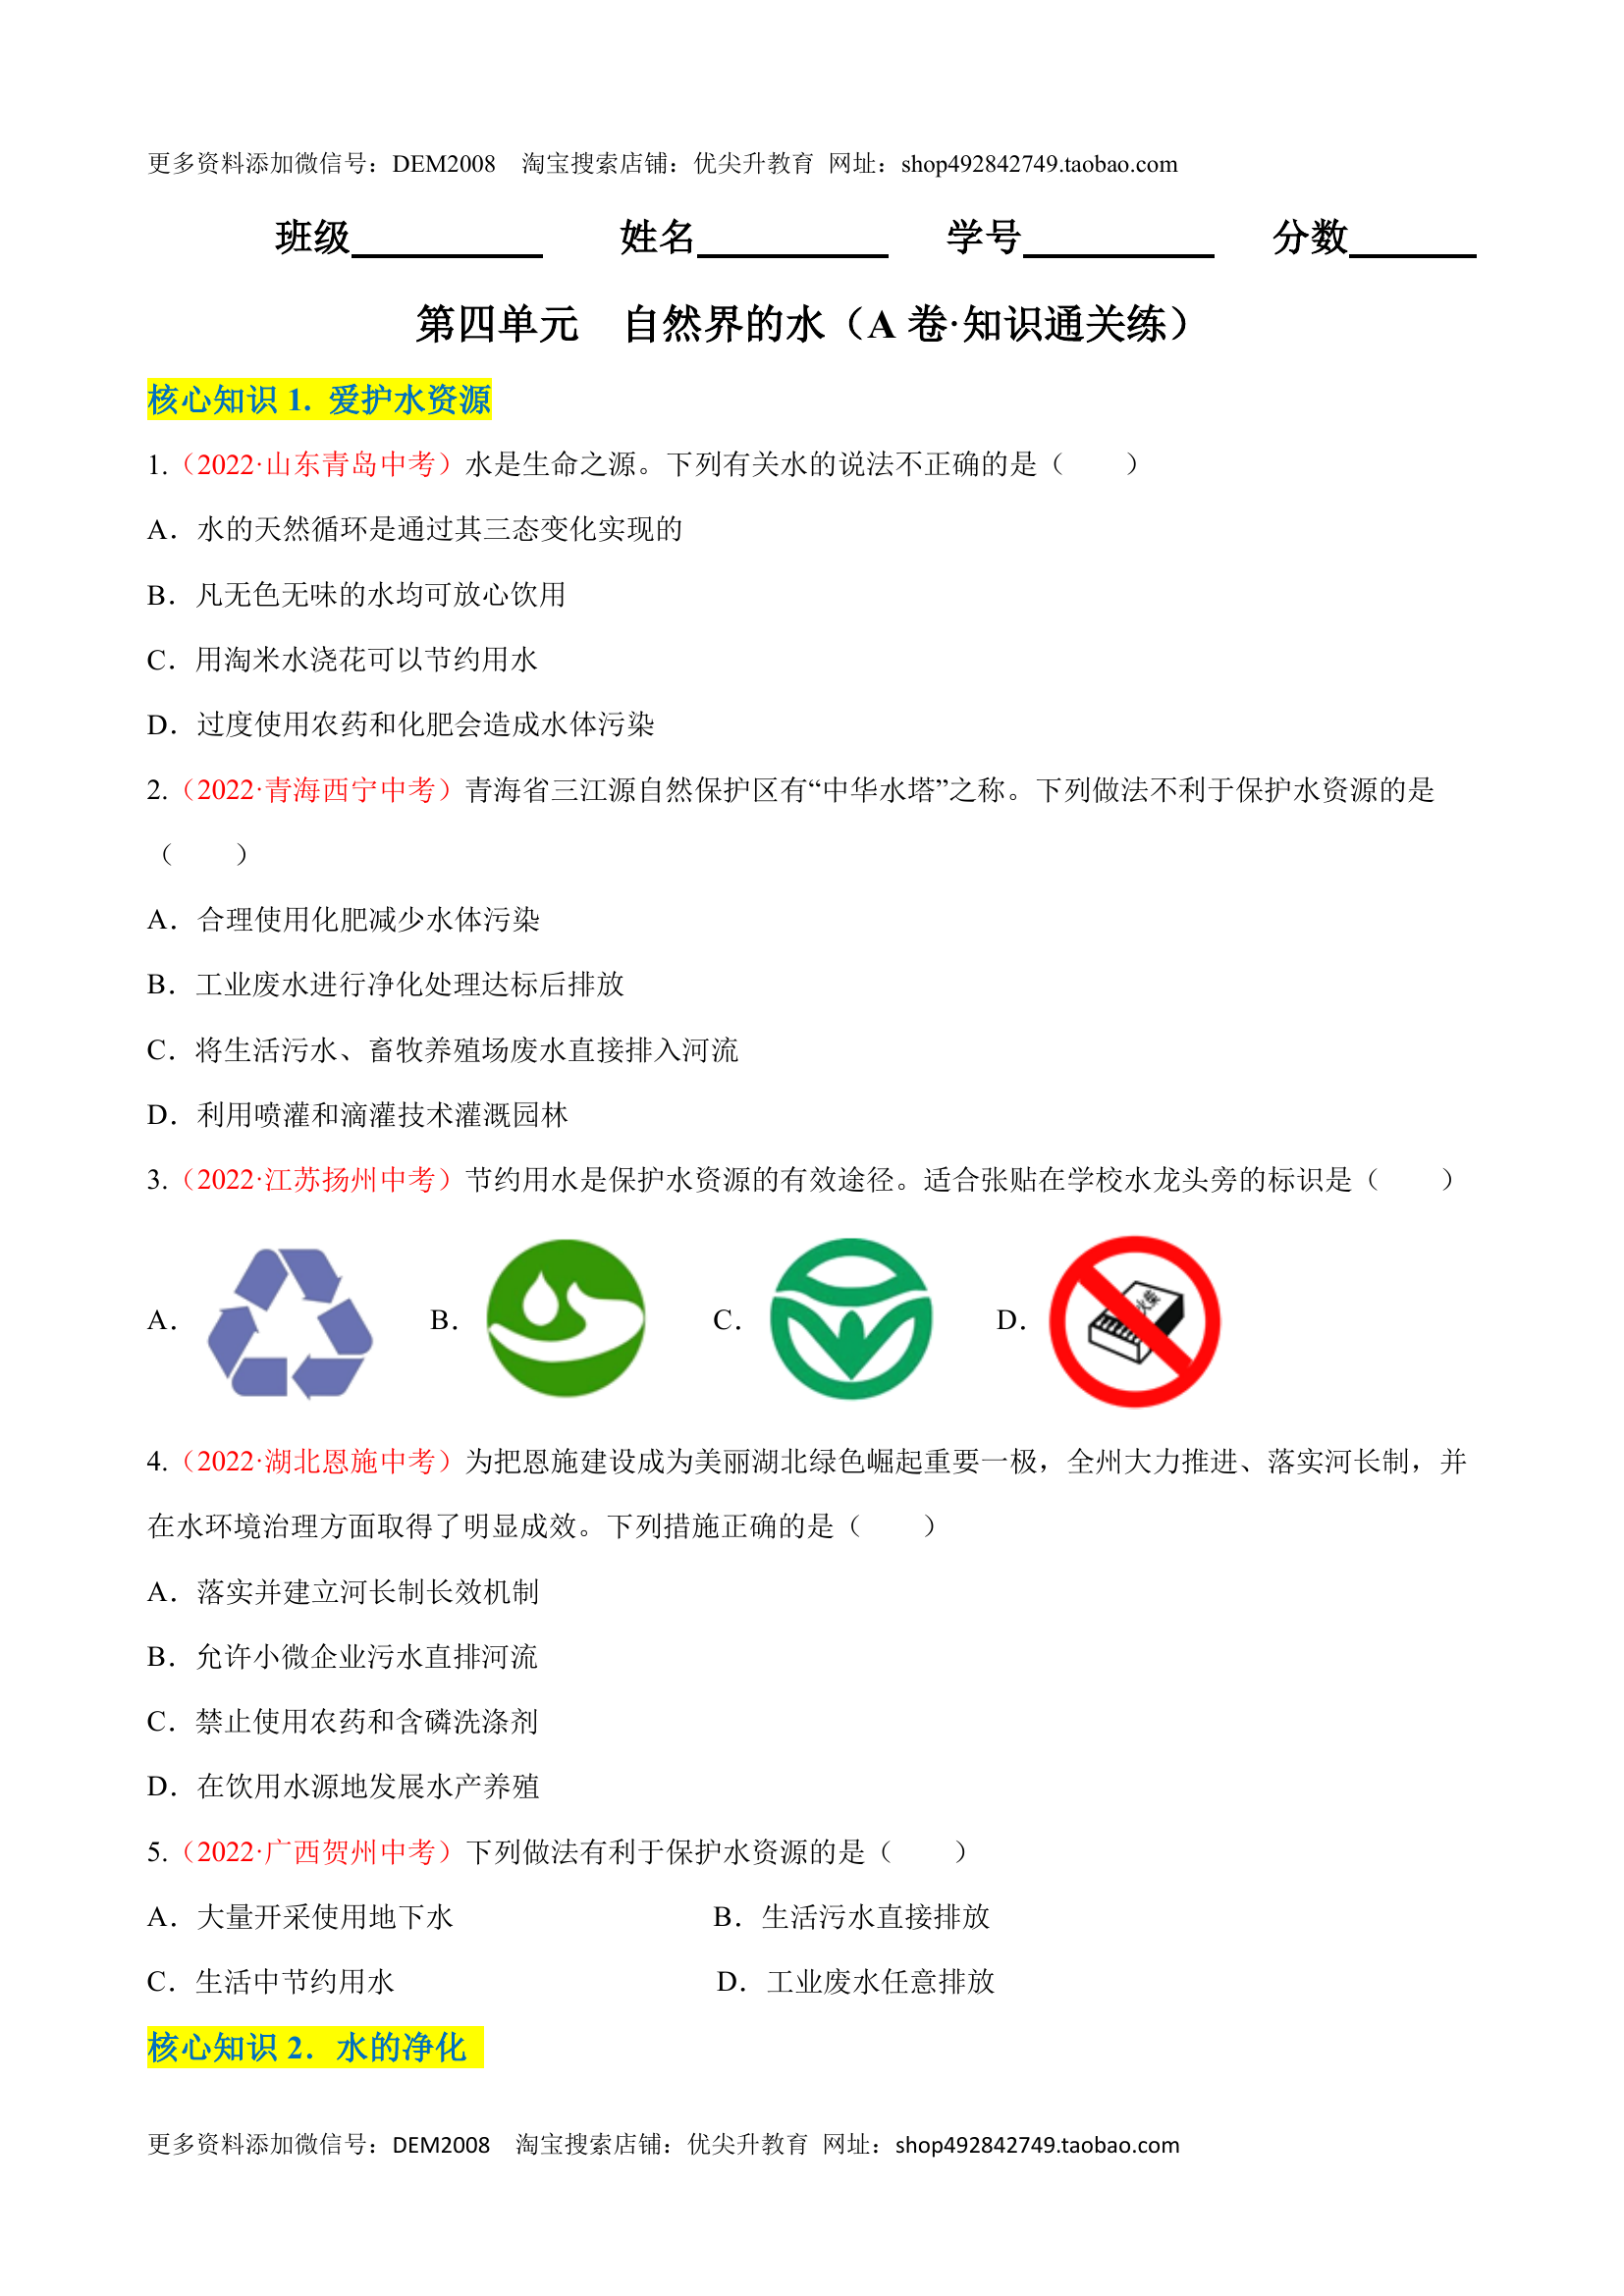 更多资料添加微信号：DEM2008 淘宝搜索店铺：优尖升教育 网址：shop492842749.taobao.com
班级__________ 姓名__________ 学号__________ 分数_______
第四单元 自然界的水（A 卷·知识通关练）
核心知识 1. 爱护水资源
1.（2022·山东青岛中考）水是生命之源。下列有关水的说法不正确的是（ ）
A．水的天然循环是通过其三态变化实现的
B．凡无色无味的水均可放心饮用
C．用淘米水浇花可以节约用水
D．过度使用农药和化肥会造成水体污染
2.（2022·青海西宁中考）青海省三江源自然保护区有“中华水塔”之称。下列做法不利于保护水资源的是
（ ）
A．合理使用化肥减少水体污染
B．工业废水进行净化处理达标后排放
C．将生活污水、畜牧养殖场废水直接排入河流
D．利用喷灌和滴灌技术灌溉园林
3.（2022·江苏扬州中考）节约用水是保护水资源的有效途径。适合张贴在学校水龙头旁的标识是（ ）
A． B． C． D．
4.（2022·湖北恩施中考）为把恩施建设成为美丽湖北绿色崛起重要一极，全州大力推进、落实河长制，并
在水环境治理方面取得了明显成效。下列措施正确的是（ ）
A．落实并建立河长制长效机制
B．允许小微企业污水直排河流
C．禁止使用农药和含磷洗涤剂
D．在饮用水源地发展水产养殖
5.（2022·广西贺州中考）下列做法有利于保护水资源的是（ ）
A．大量开采使用地下水 B．生活污水直接排放
C．生活中节约用水 D．工业废水任意排放
核心知识 2．水的净化
更多资料添加微信号：DEM2008 淘宝搜索店铺：优尖升教育 网址：shop492842749.taobao.com